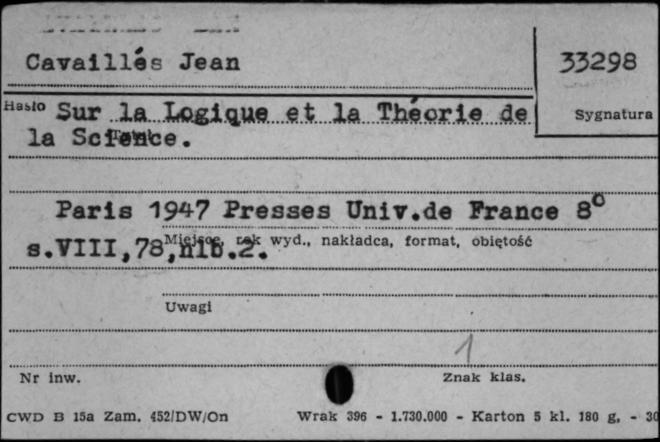 Cavaillés Jean
33298
Hasło
Sygnatura
Sur la Logique et la Théorie de
la Science.
Paris 1947 Presses Univ.de France 8°
Miejsce, rok wyd., nakładca, format, objętość
s.VIII,78,nlb.2.
Uwagi
1
Nr inw.
Znak klas.
CWD B 15a Zam. 452/DW/On Wrak 396 - 1.730.000 - Karton 5 kl. 180 g, - 30